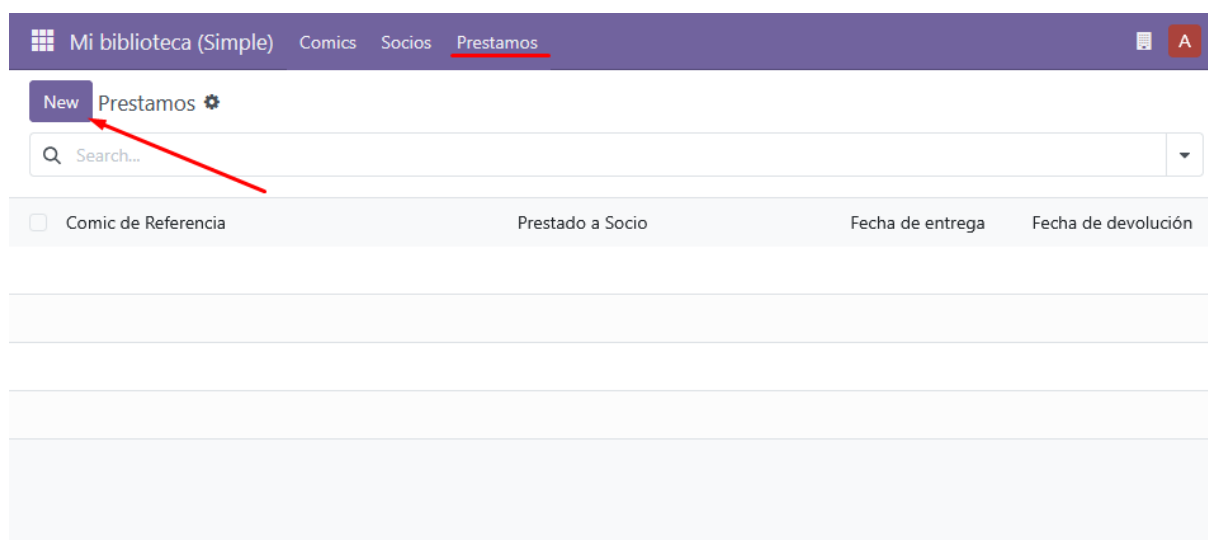 Mi biblioteca (Simple) Comics Socios Prestamos A
New Prestamos
Search...
Comic de Referencia Prestado a Socio Fecha de entrega Fecha de devolución